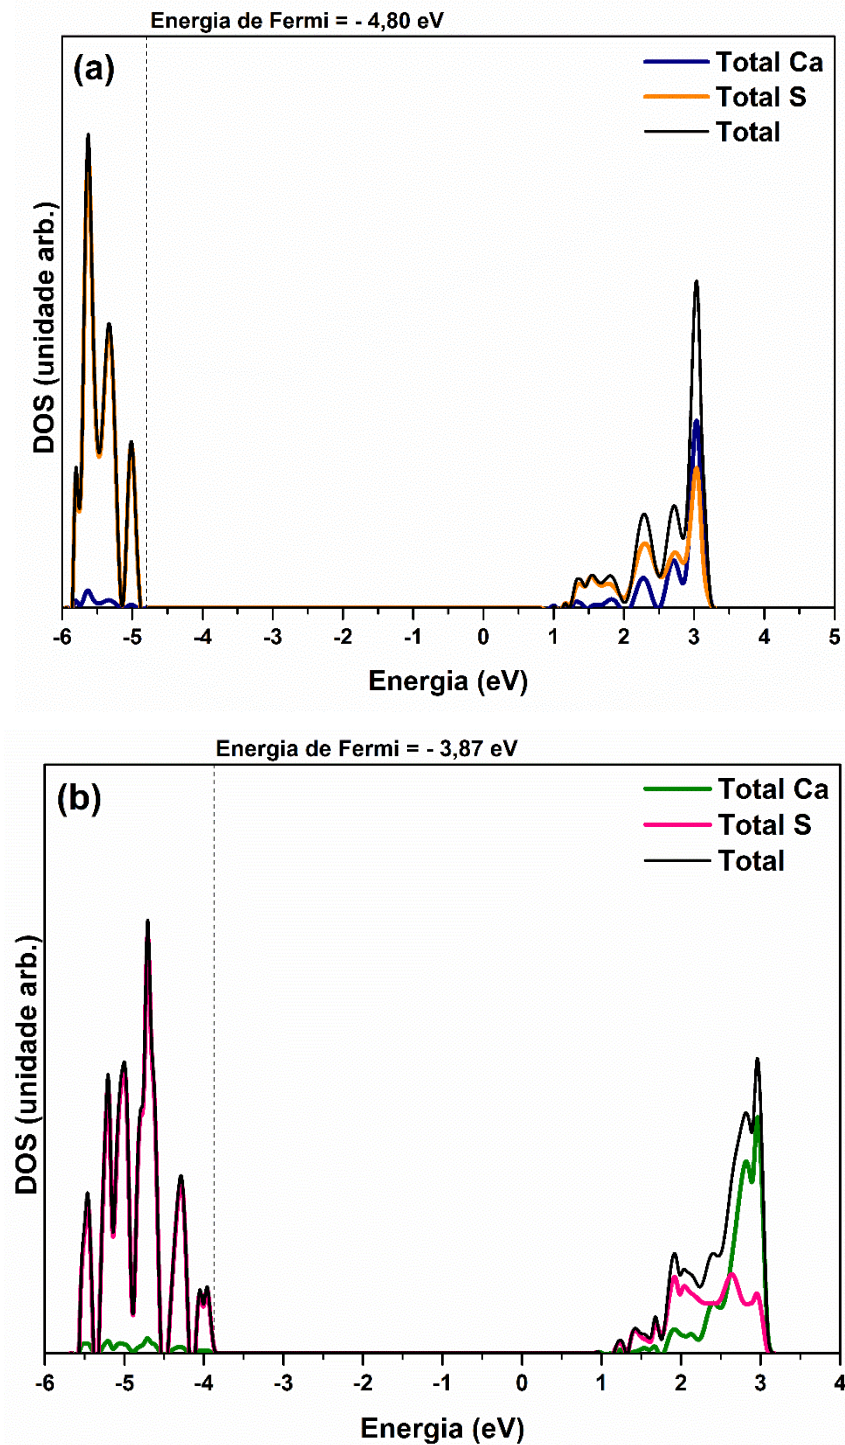 Energia de Fermi = - 4,80 eV
(a)
Total Ca
Total S
Total
DOS (unidade arb.)
-6 -5 -4 -3 -2 -1 0 1 2 3 4 5
Energia (eV)
Energia de Fermi = - 3,87 eV
(b)
Total Ca
Total S
Total
DOS (unidade arb.)
-6 -5 -4 -3 -2 -1 0 1 2 3 4
Energia (eV)